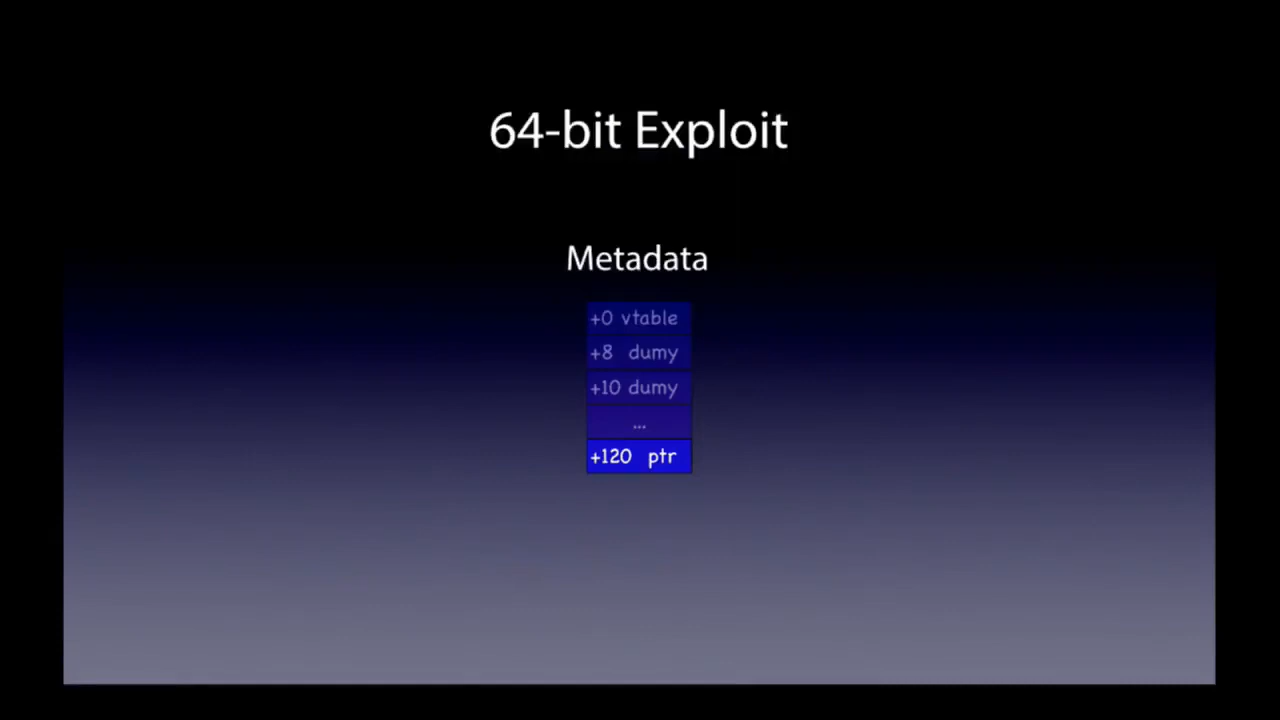 64-bit Exploit
Metadata
+0 vtable
+8 dumy
+10 dumy
...
+120 ptr